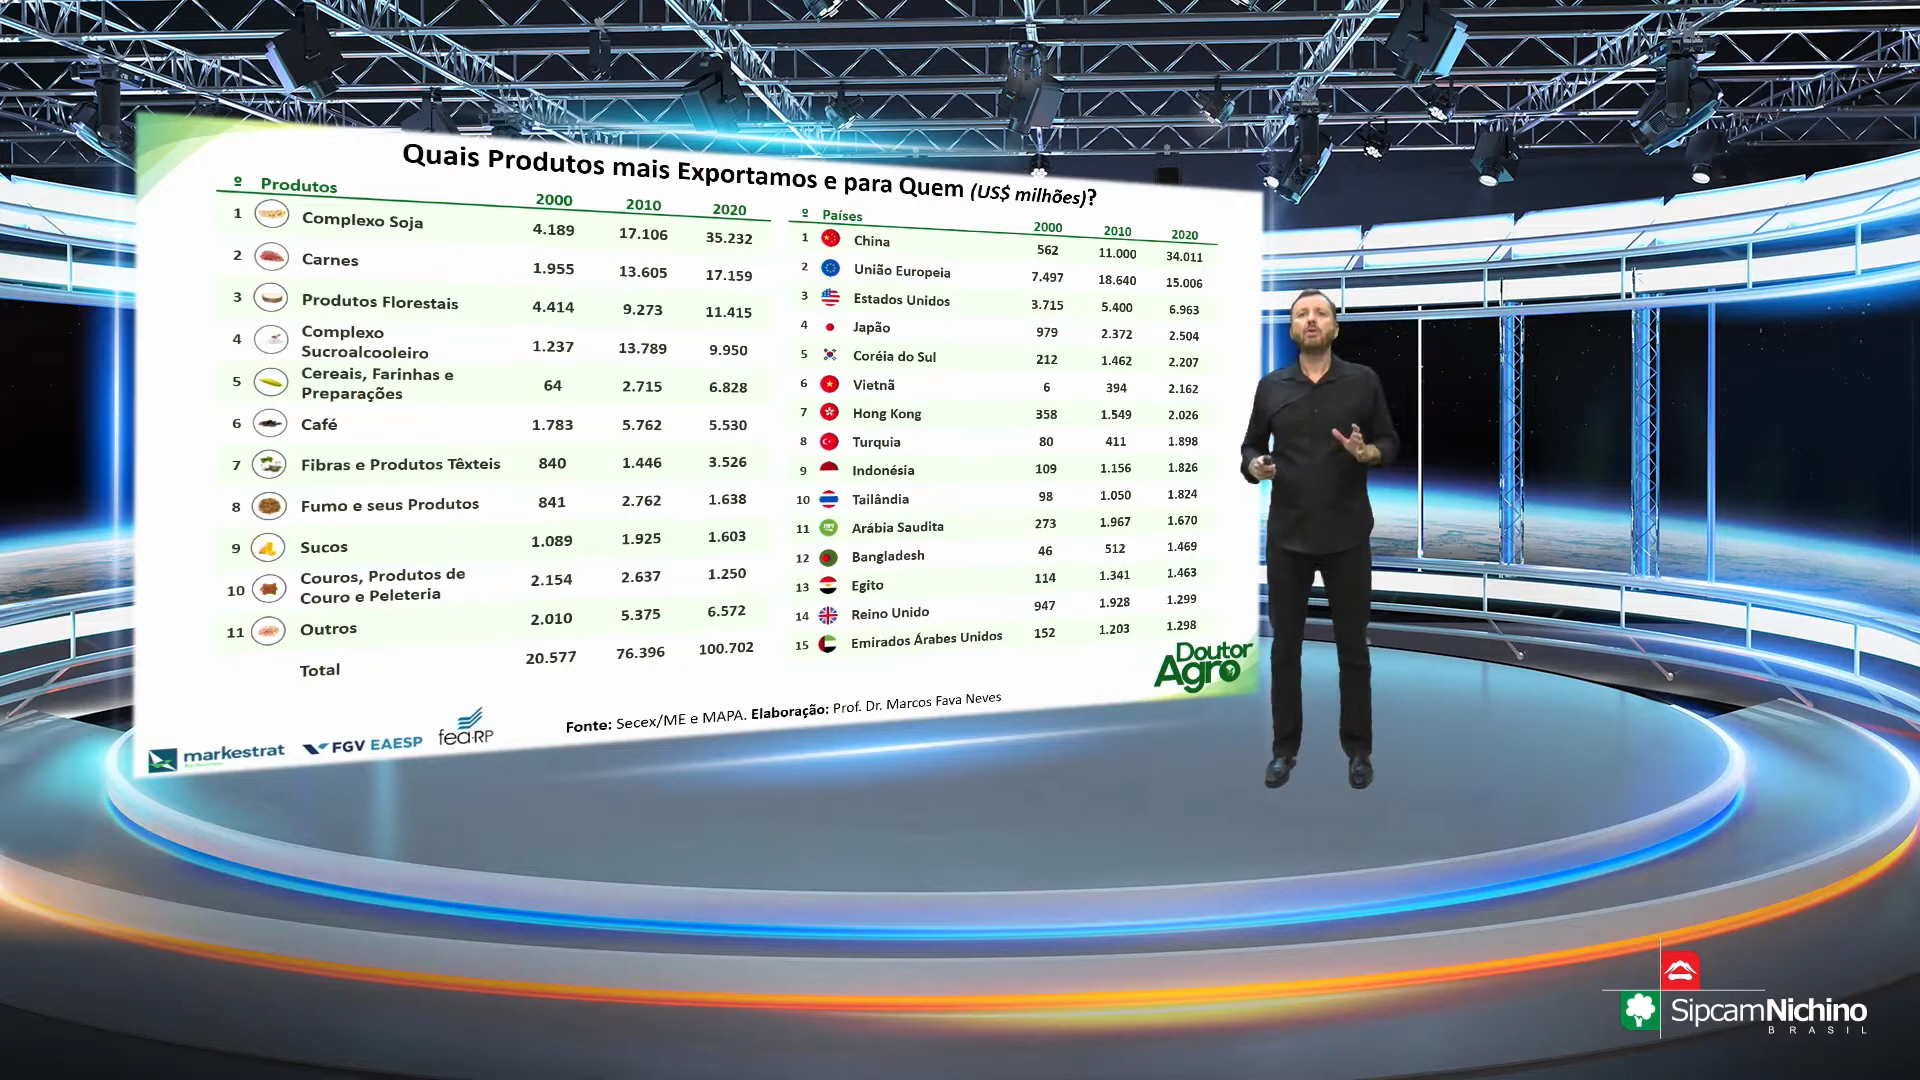 Quais Produtos mais Exportamos e para Quem (US$ milhões)?
º Produtos 2000 2010 2020
1 Complexo Soja 4.189 17.106 35.232
2 Carnes 1.955 13.605 17.159
3 Produtos Florestais 4.414 9.273 11.415
4 Complexo Sucroalcooleiro 1.237 13.789 9.950
5 Cereais, Farinhas e Preparações 64 2.715 6.828
6 Café 1.783 5.762 5.530
7 Fibras e Produtos Têxteis 840 1.446 3.526
8 Fumo e seus Produtos 841 2.762 1.638
9 Sucos 1.089 1.925 1.603
10 Couros, Produtos de Couro e Peleteria 2.154 2.637 1.250
11 Outros 2.010 5.375 6.572
Total 20.577 76.396 100.702
º Países 2000 2010 2020
1 China 562 11.000 34.011
2 União Europeia 7.497 18.640 15.006
3 Estados Unidos 3.715 5.400 6.963
4 Japão 979 2.372 2.504
5 Coréia do Sul 212 1.462 2.207
6 Vietnã 6 394 2.162
7 Hong Kong 358 1.549 2.026
8 Turquia 80 411 1.898
9 Indonésia 109 1.156 1.826
10 Tailândia 98 1.050 1.824
11 Arábia Saudita 273 1.967 1.670
12 Bangladesh 46 512 1.469
13 Egito 114 1.341 1.463
14 Reino Unido 947 1.928 1.299
15 Emirados Árabes Unidos 152 1.203 1.298
Doutor
Agro
Fonte: Secex/ME e MAPA. Elaboração: Prof. Dr. Marcos Fava Neves
markestrat
FGV EAESP
fea-RP
SipcamNichino
BRASIL